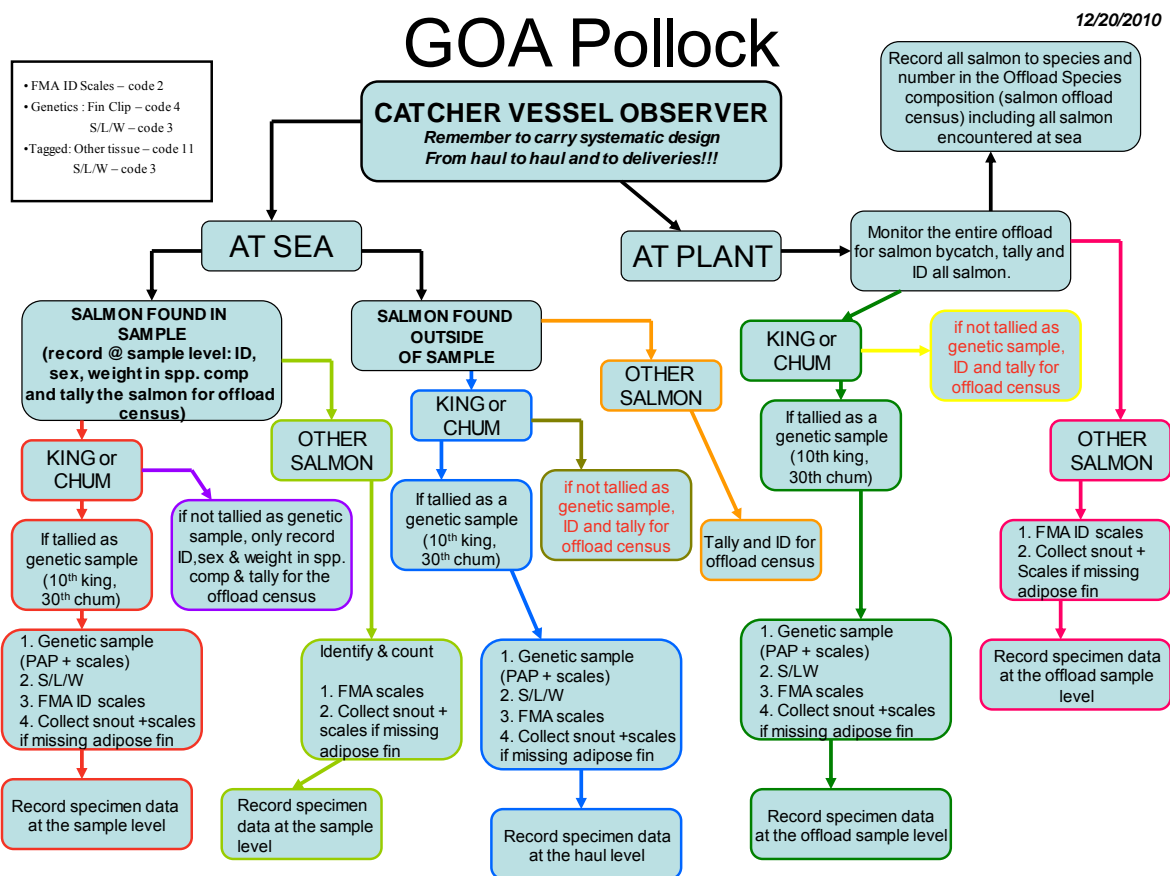 12/20/2010
GOA Pollock
• FMA ID Scales – code 2
• Genetics : Fin Clip – code 4
S/L/W – code 3
•Tagged: Other tissue – code 11
S/L/W – code 3
CATCHER VESSEL OBSERVER
Remember to carry systematic design
From haul to haul and to deliveries!!!
Record all salmon to species and
number in the Offload Species
composition (salmon offload
census) including all salmon
encountered at sea
AT SEA
AT PLANT
Monitor the entire offload
for salmon bycatch, tally and
ID all salmon.
SALMON FOUND IN
SAMPLE
(record @ sample level: ID,
sex, weight in spp. comp
and tally the salmon for offload
census)
SALMON FOUND
OUTSIDE
OF SAMPLE
KING or
CHUM
if not tallied as
genetic sample,
ID and tally for
offload census
OTHER
SALMON
KING or
CHUM
If tallied as a
genetic sample
(10th king,
30th chum)
OTHER
SALMON
OTHER
SALMON
KING or
CHUM
if not tallied as genetic
sample, only record
ID,sex & weight in spp.
comp & tally for the
offload census
If tallied as a
genetic sample
(10th king,
30th chum)
if not tallied as
genetic sample,
ID and tally for
offload census
Tally and ID for
offload census
1. FMA ID scales
2. Collect snout +
Scales if missing
adipose fin
If tallied as
genetic sample
(10th king,
30th chum)
1. Genetic sample
(PAP + scales)
2. S/L/W
3. FMA ID scales
4. Collect snout +scales
if missing adipose fin
Identify & count
1. FMA scales
2. Collect snout +
scales if missing
adipose fin
1. Genetic sample
(PAP + scales)
2. S/L/W
3. FMA scales
4. Collect snout +scales
if missing adipose fin
1. Genetic sample
(PAP + scales)
2. S/LW
3. FMA scales
4. Collect snout +scales
if missing adipose fin
Record specimen data
at the offload sample
level
Record specimen data
at the sample level
Record specimen
data at the sample
level
Record specimen data
at the haul level
Record specimen data
at the offload sample level